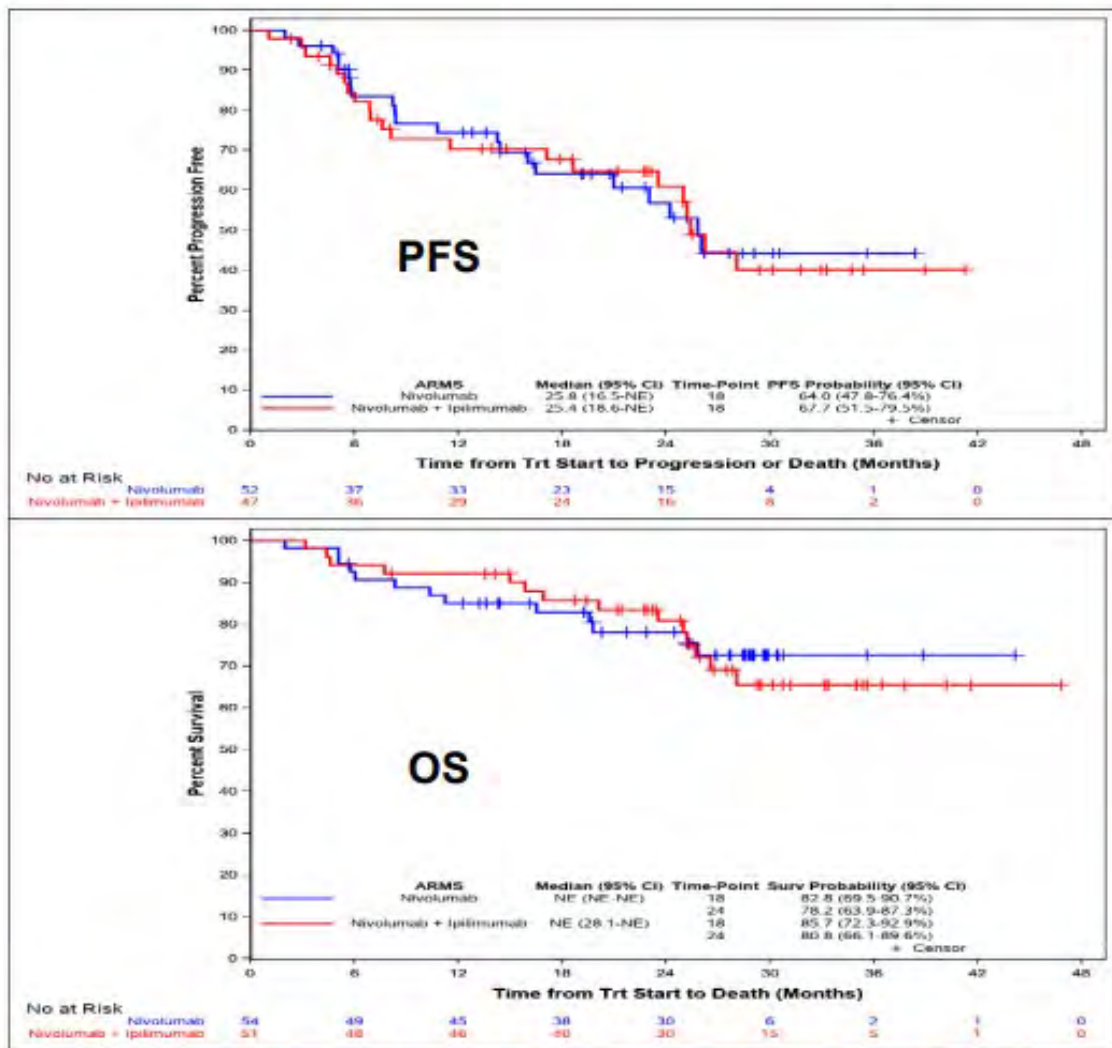 100
90
80
70
60
50
40
30
20
10
0
Percent Progression Free
PFS
ARMS Median (95% CI) Time-Point PFS Probability (95% CI)
Nivolumab 25.8 (16.5-NE) 18 64.0 (47.8-76.4%)
Nivolumab + Ipilimumab 25.4 (18.6-NE) 18 67.7 (51.5-79.5%)
+ Censor
0 6 12 18 24 30 36 42 48
Time from Trt Start to Progression or Death (Months)
No at Risk
Nivolumab 52 37 33 23 15 4 1 0
Nivolumab + Ipilimumab 47 36 29 24 16 8 2 0
100
90
80
70
60
50
40
30
20
10
0
Percent Survival
OS
ARMS Median (95% CI) Time-Point Surv Probability (95% CI)
Nivolumab NE (NE-NE) 18 82.8 (69.5-90.7%)
24 78.2 (63.9-87.3%)
Nivolumab + Ipilimumab NE (28.1-NE) 18 85.7 (72.3-92.9%)
24 80.8 (66.1-89.6%)
+ Censor
0 6 12 18 24 30 36 42 48
Time from Trt Start to Death (Months)
No at Risk
Nivolumab 54 49 45 38 30 6 2 1 0
Nivolumab + Ipilimumab 51 48 46 40 30 15 5 1 0